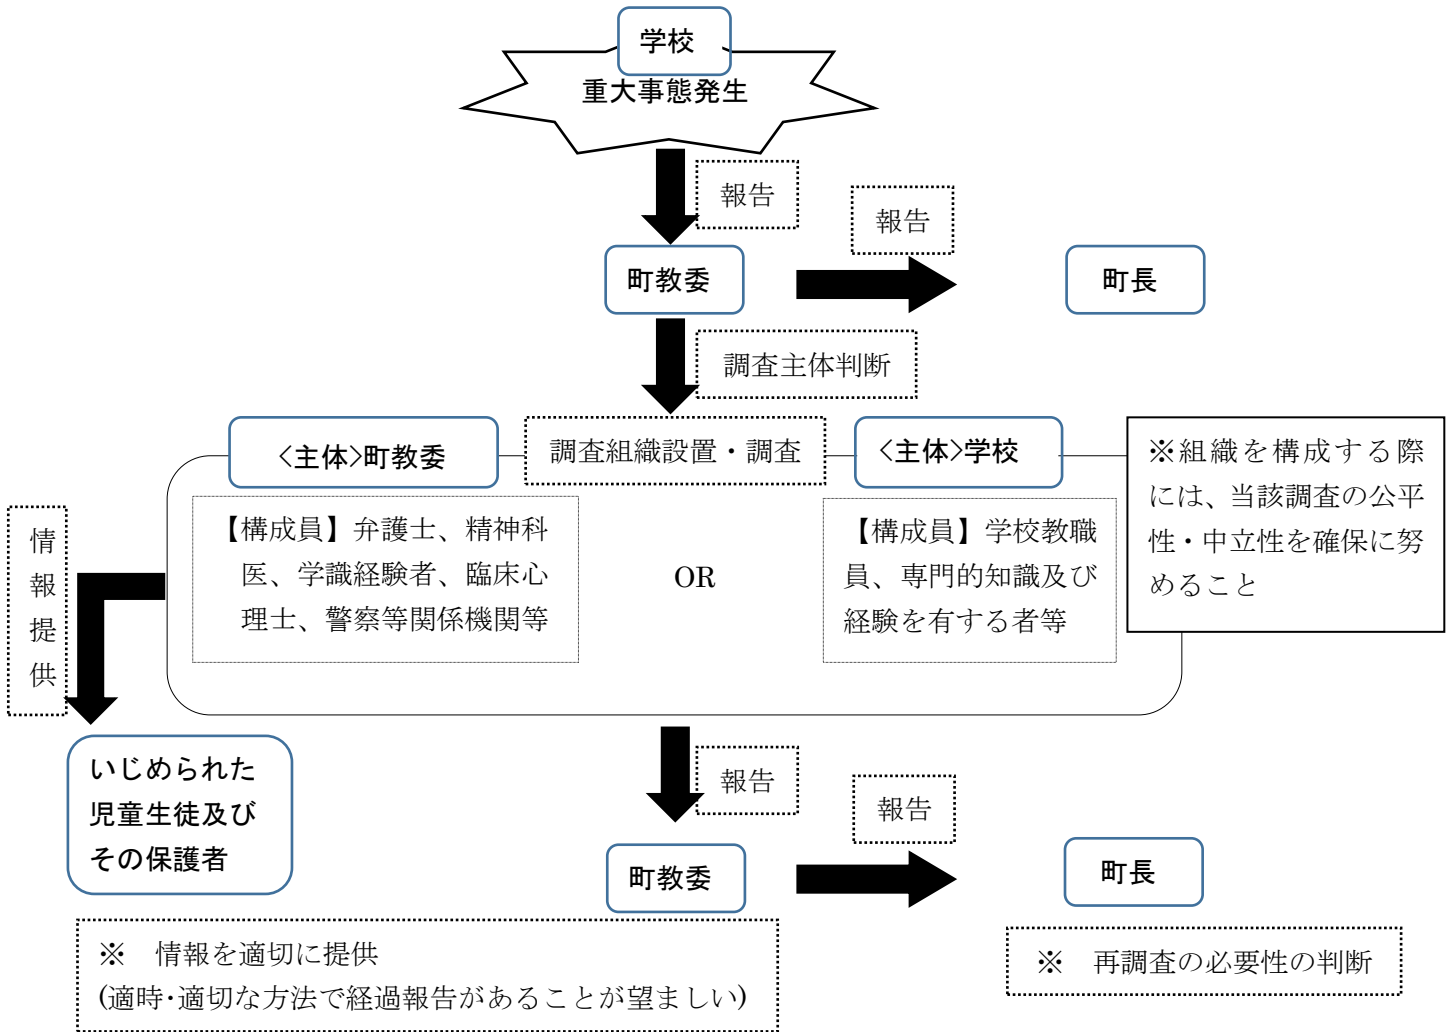 学校
重大事態発生
報告
報告
町教委
町長
調査主体判断
<主体>町教委
調査組織設置・調査
<主体>学校
※組織を構成する際
には、当該調査の公平
性・中立性を確保に努
めること
【構成員】弁護士、精神科
医、学識経験者、臨床心
理士、警察等関係機関等
OR
【構成員】学校教職
員、専門的知識及び
経験を有する者等
情
報
提
供
いじめられた
児童生徒及び
その保護者
報告
報告
町教委
町長
※　情報を適切に提供
(適時・適切な方法で経過報告があることが望ましい)
※　再調査の必要性の判断